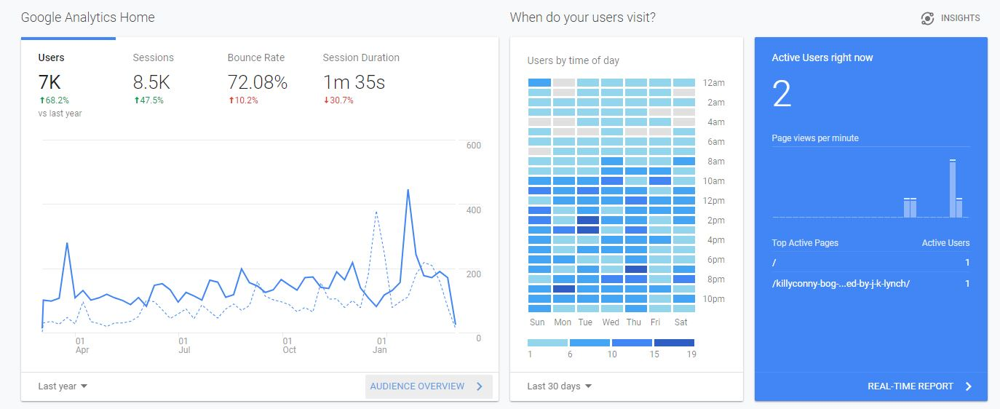 Google Analytics Home
When do your users visit?
INSIGHTS
Users
7K
↑68.2%
vs last year
Sessions
8.5K
↑47.5%
Bounce Rate
72.08%
↑10.2%
Session Duration
1m 35s
↓30.7%
600
400
200
0
01
Apr
01
Jul
01
Oct
01
Jan
Last year
AUDIENCE OVERVIEW
Users by time of day
12am
2am
4am
6am
8am
10am
12pm
2pm
4pm
6pm
8pm
10pm
Sun Mon Tue Wed Thu Fri Sat
1 6 10 15 19
Last 30 days
Active Users right now
2
Page views per minute
Top Active Pages Active Users
/ 1
/killyconny-bog-...ed-by-j-k-lynch/ 1
REAL-TIME REPORT